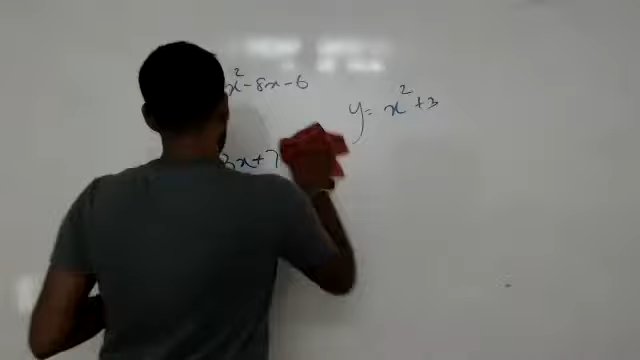 x² - 8x - 6
y = x² + 3
3x + 7